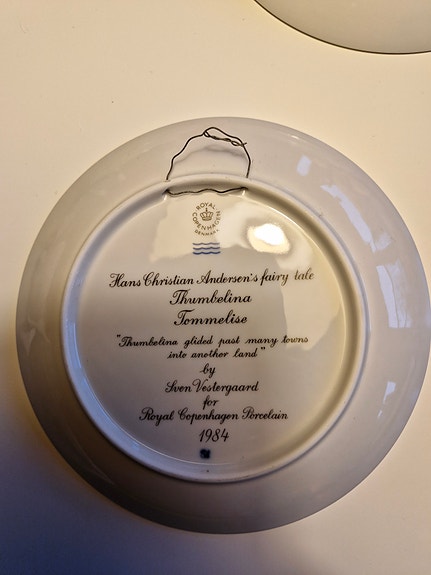 ROYAL
COPENHAGEN
DENMARK
Hans Christian Andersen's fairy tale
Thumbelina
Tommelise
"Thumbelina glided past many towns
into another land"
by
Sven Vestergaard
for
Royal Copenhagen Porcelain
1984